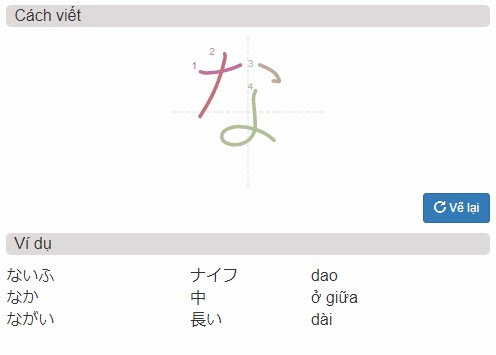 Cách viết
1 2 3 4
な
Vẽ lại
Ví dụ
ないふ ナイフ dao
なか 中 ở giữa
ながい 長い dài